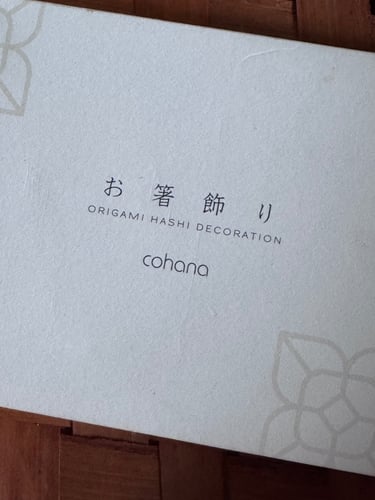 お箸飾り
ORIGAMI HASHI DECORATION
cohana